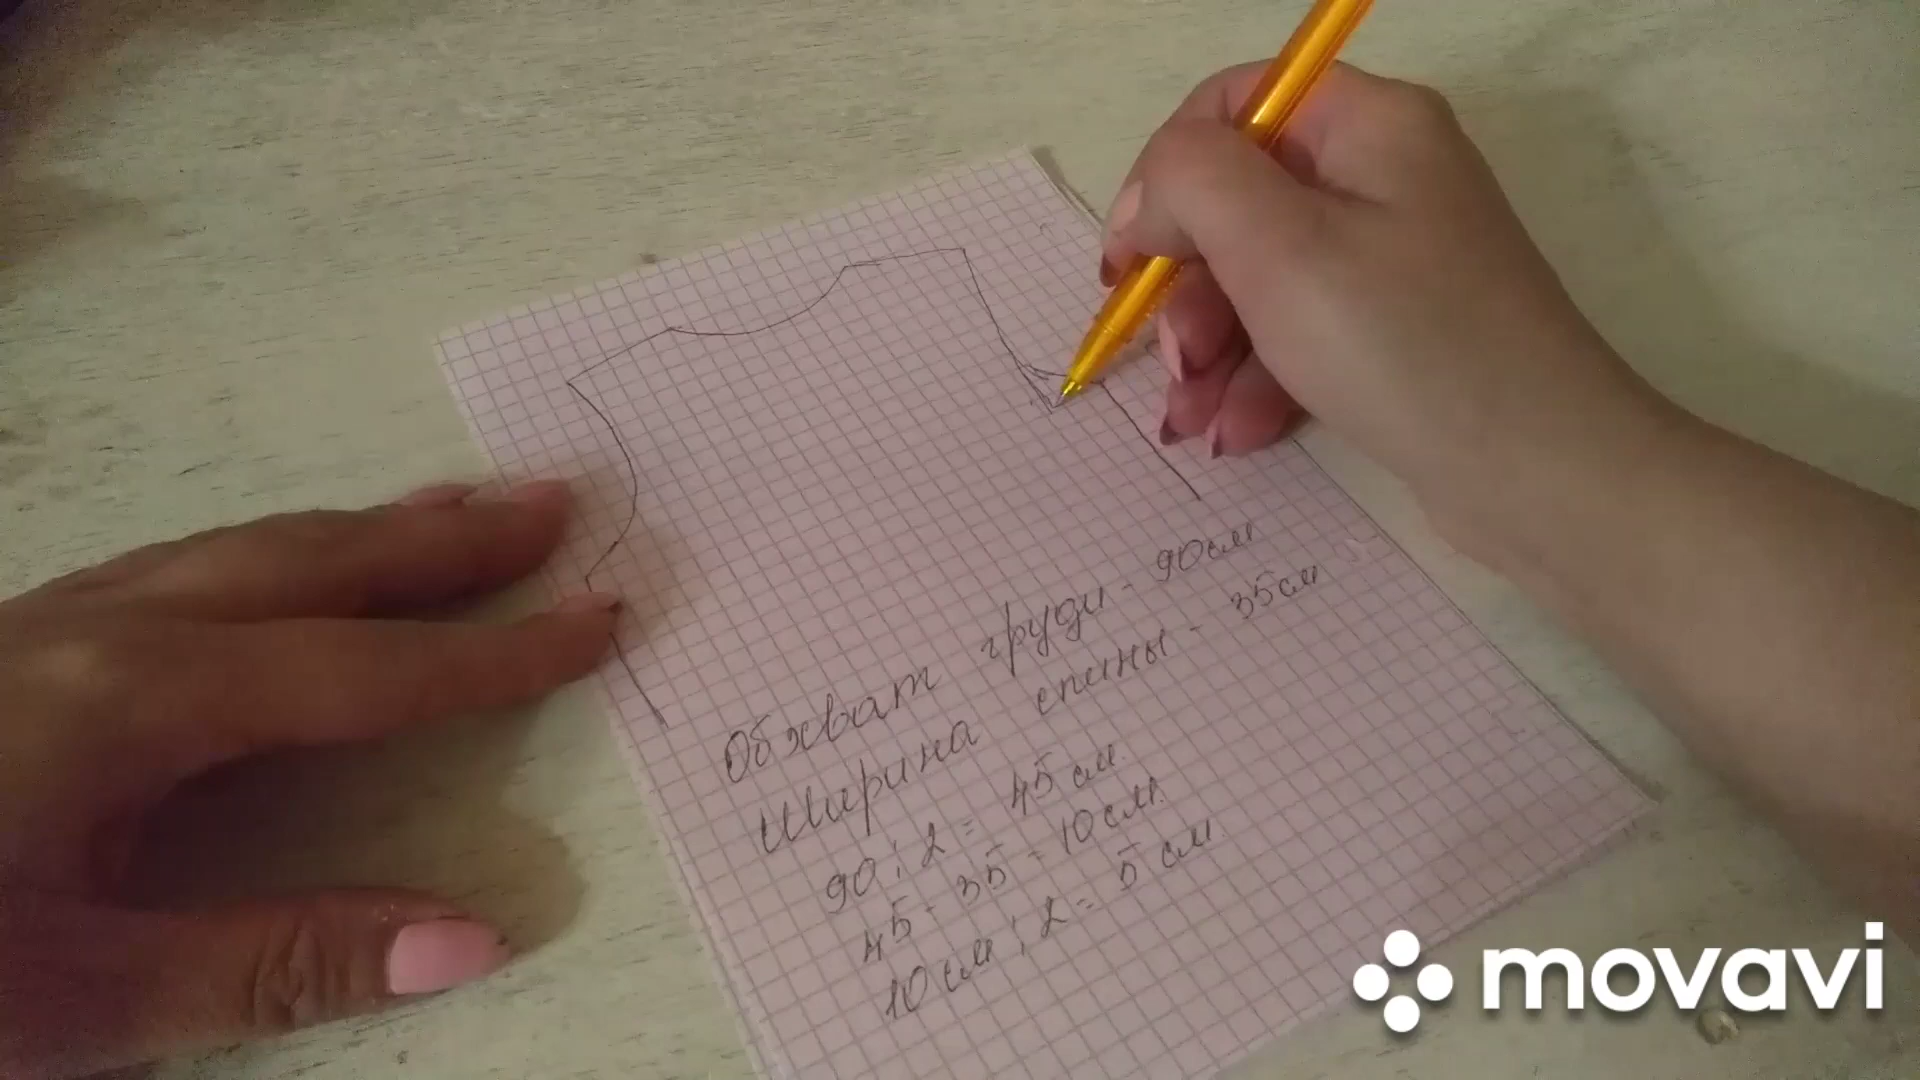 Обхват груди - 90см
Ширина спины - 35см
90 : 2 = 45 см.
45 - 35 = 10 см.
10 см : 2 = 5 см.
movavi